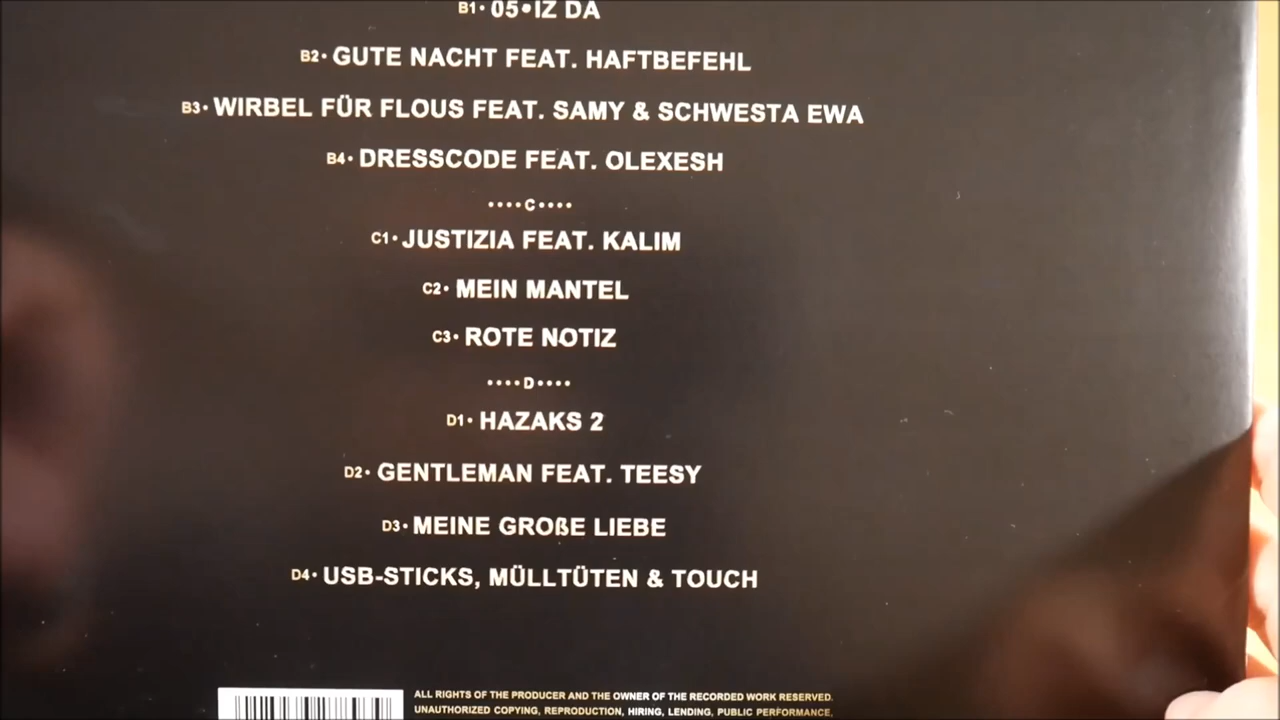 B1• 05•IZ DA
B2• GUTE NACHT FEAT. HAFTBEFEHL
B3• WIRBEL FÜR FLOUS FEAT. SAMY & SCHWESTA EWA
B4• DRESSCODE FEAT. OLEXESH
••••C••••
C1• JUSTIZIA FEAT. KALIM
C2• MEIN MANTEL
C3• ROTE NOTIZ
••••D••••
D1• HAZAKS 2
D2• GENTLEMAN FEAT. TEESY
D3• MEINE GROßE LIEBE
D4• USB-STICKS, MÜLLTÜTEN & TOUCH
ALL RIGHTS OF THE PRODUCER AND THE OWNER OF THE RECORDED WORK RESERVED.
UNAUTHORIZED COPYING, REPRODUCTION, HIRING, LENDING, PUBLIC PERFORMANCE,